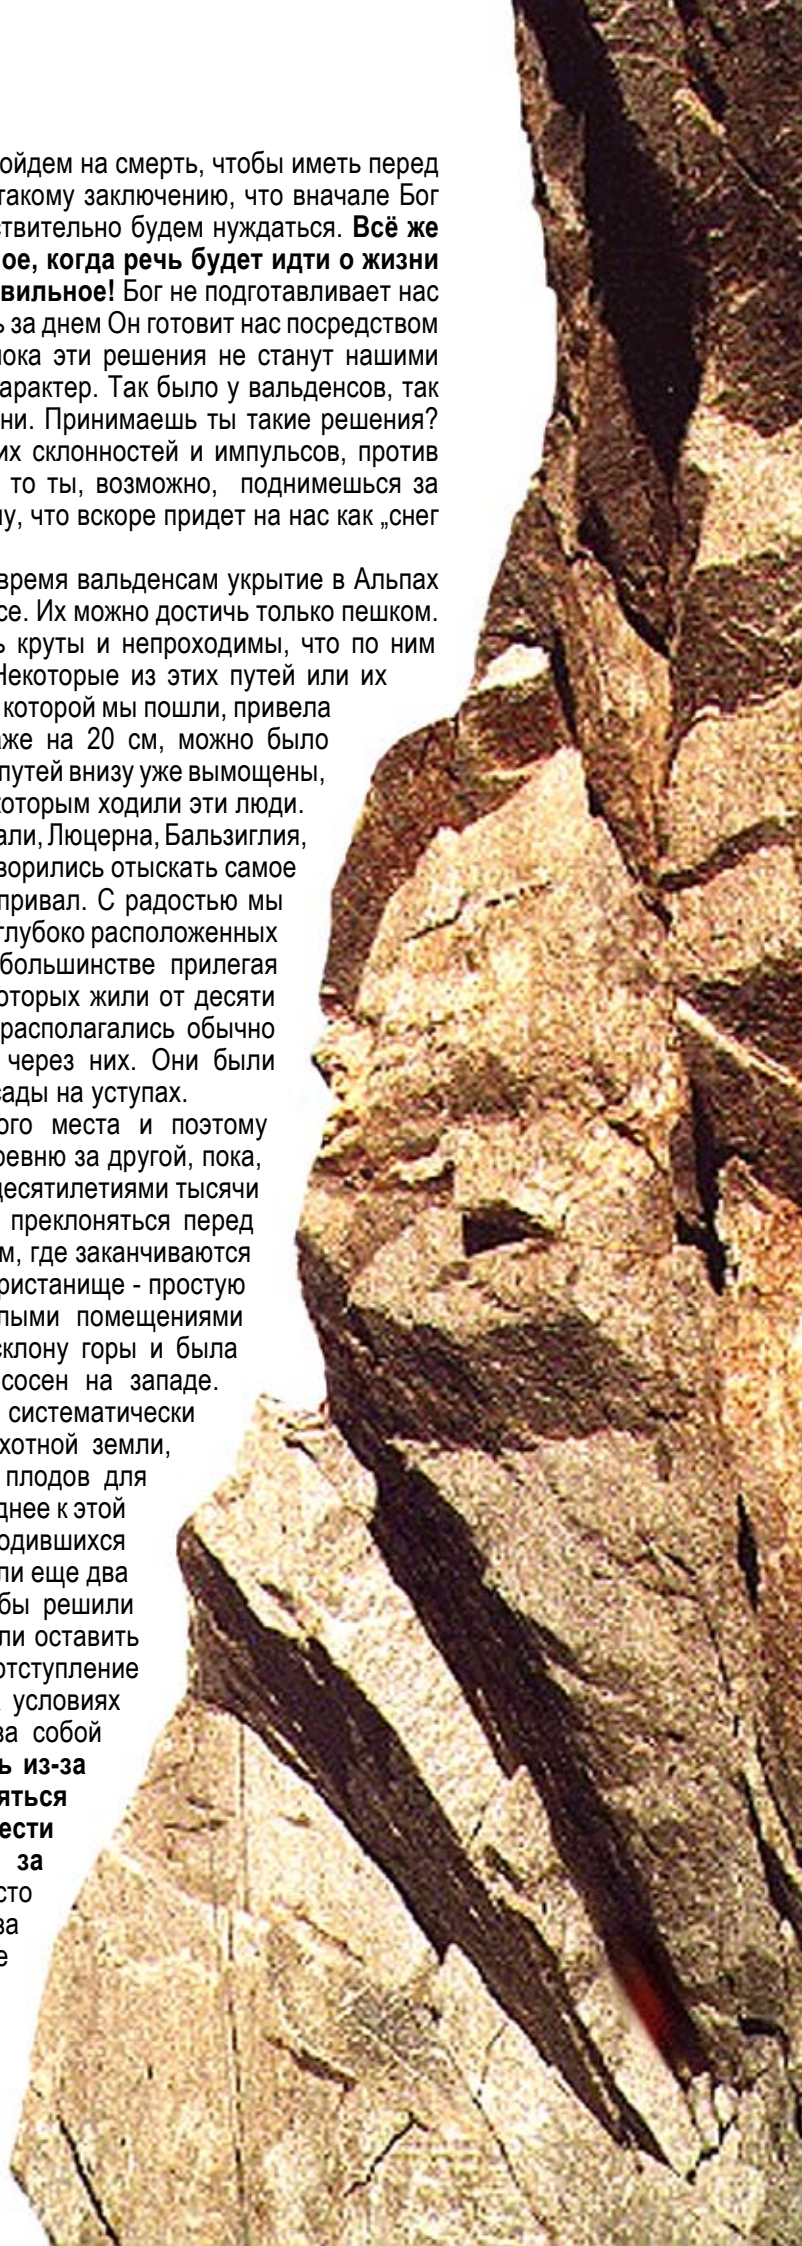 ойдем на смерть, чтобы иметь перед
такому заключению, что вначале Бог
ствительно будем нуждаться. Всё же
ое, когда речь будет идти о жизни
вильное! Бог не подготавливает нас
ь за днем Он готовит нас посредством
пока эти решения не станут нашими
арактер. Так было у вальденсов, так
ни. Принимаешь ты такие решения?
их склонностей и импульсов, против
то ты, возможно, поднимешься за
му, что вскоре придет на нас как „снег
время вальденсам укрытие в Альпах
се. Их можно достичь только пешком.
ь круты и непроходимы, что по ним
Некоторые из этих путей или их
которой мы пошли, привела
аже на 20 см, можно было
путей внизу уже вымощены,
которым ходили эти люди.
али, Люцерна, Бальзиглия,
ворились отыскать самое
привал. С радостью мы
глубоко расположенных
большинстве прилегая
оторых жили от десяти
располагались обычно
через них. Они были
сады на уступах.
ого места и поэтому
ревню за другой, пока,
десятилетиями тысячи
преклоняться перед
м, где заканчиваются
ристанище - простую
лыми помещениями
склону горы и была
сосен на западе.
систематически
хотной земли,
плодов для
днее к этой
одившихся
ли еще два
бы решили
ли оставить
отступление
условиях
за собой
ь из-за
яться
ести
за
сто
ва
е